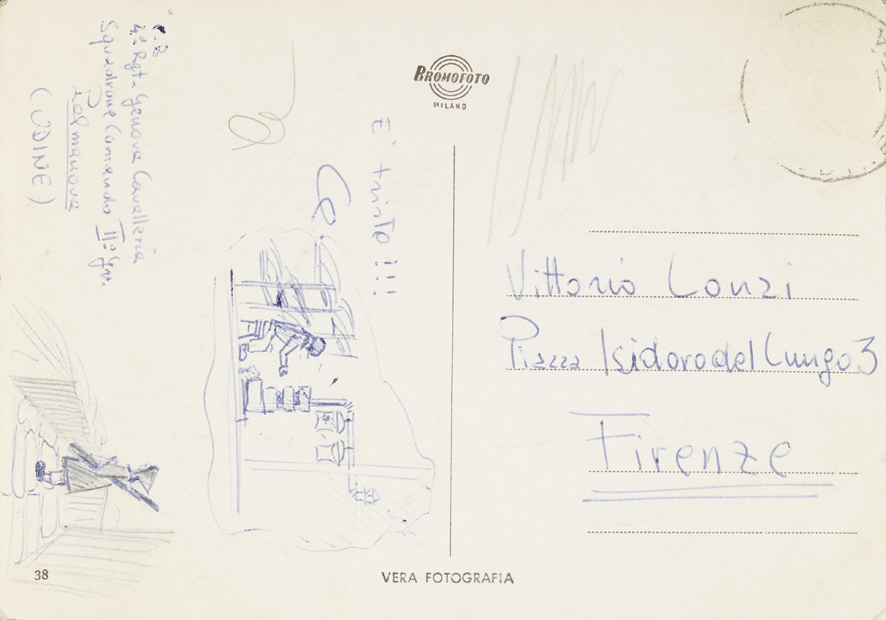 BROMOFOTO
MILANO
4° Rgt - Genova Cavalleria
Squadrone Comando II° Gr.
Palmanova
(UDINE)
E' triste!!!
Vittorio Conzi
Piazza Isidoro del Lungo 3
Firenze
38
VERA FOTOGRAFIA